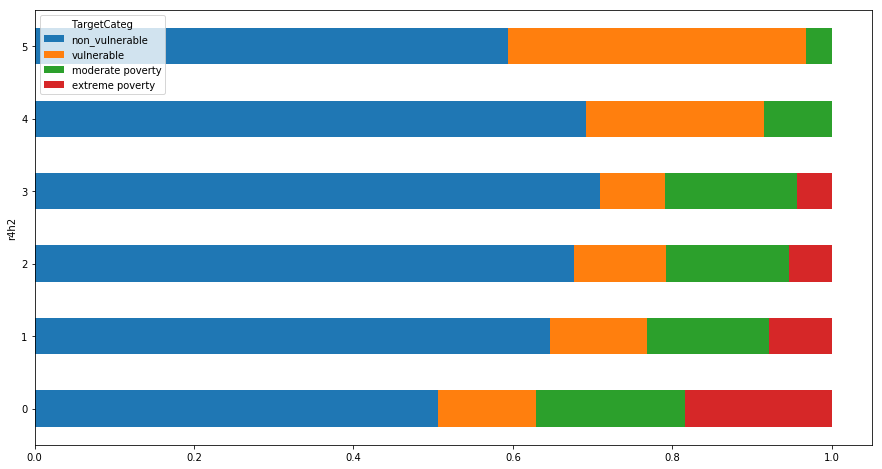 TargetCateg
non_vulnerable
vulnerable
moderate poverty
extreme poverty
r4h2
5
4
3
2
1
0
0.0 0.2 0.4 0.6 0.8 1.0